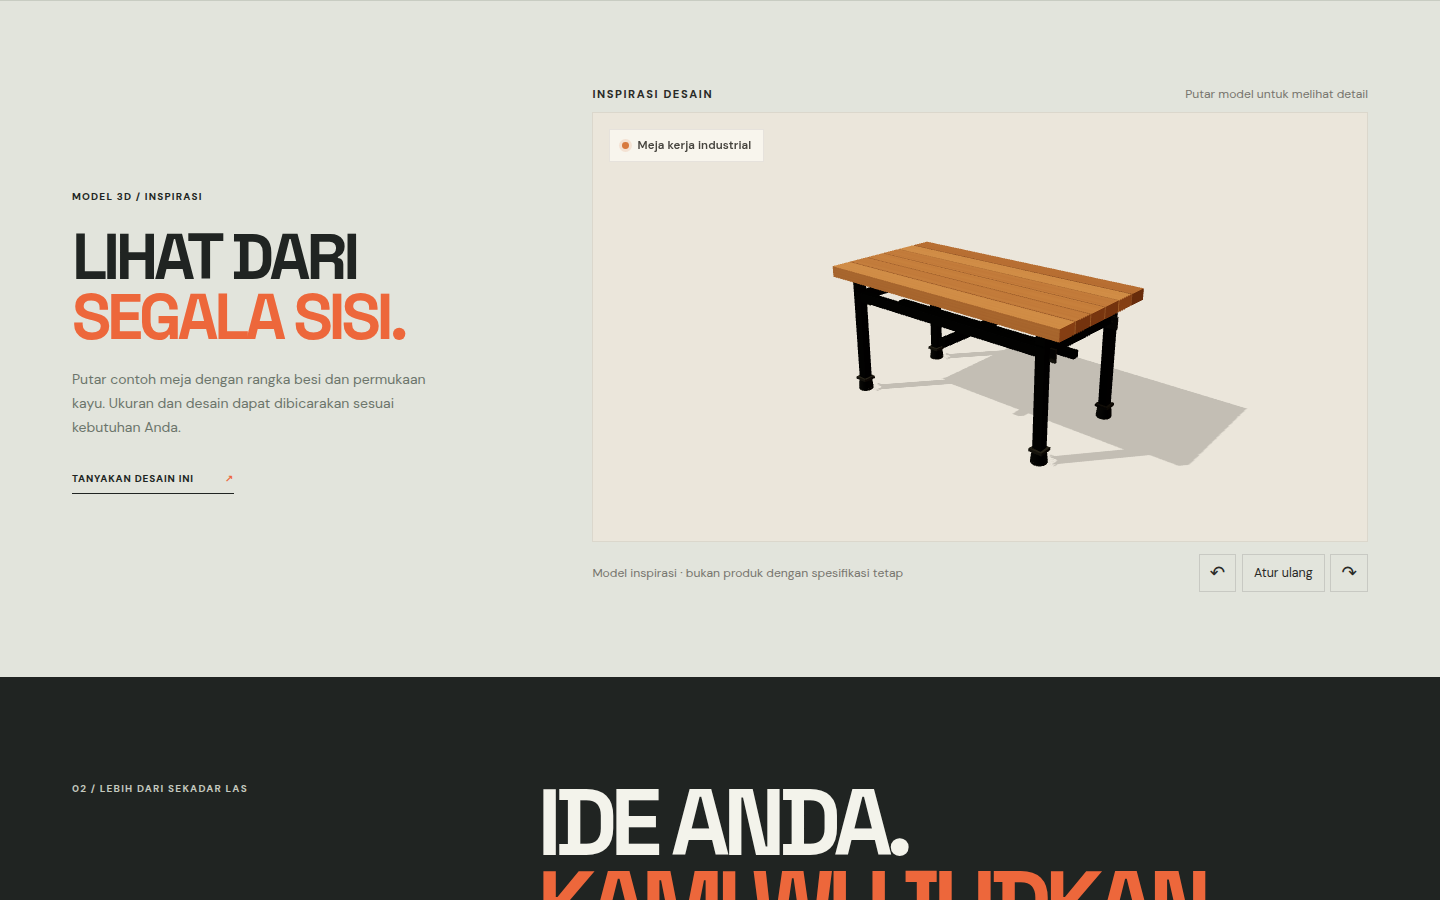 INSPIRASI DESAIN
Putar model untuk melihat detail
Meja kerja industrial
MODEL 3D / INSPIRASI
LIHAT DARI
SEGALA SISI.
Putar contoh meja dengan rangka besi dan permukaan
kayu. Ukuran dan desain dapat dibicarakan sesuai
kebutuhan Anda.
TANYAKAN DESAIN INI ↗
Model inspirasi · bukan produk dengan spesifikasi tetap
↶ Atur ulang ↷
02 / LEBIH DARI SEKADAR LAS
IDE ANDA.
KAMI WUJUDKAN